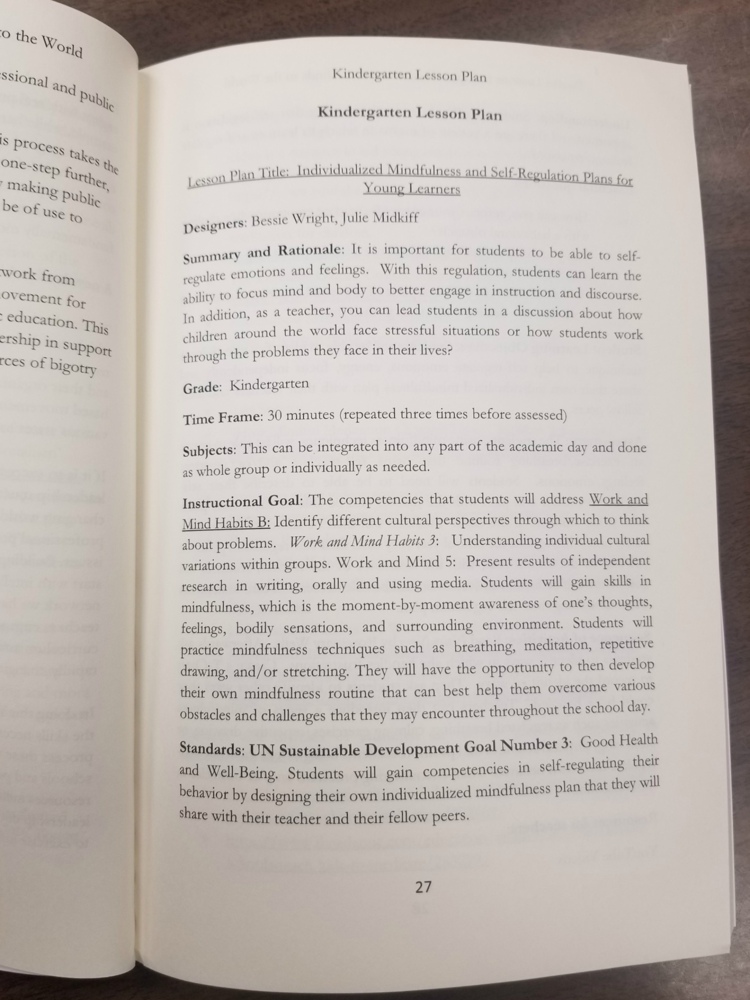 to the World
essional and public
is process takes the
one-step further,
making public
be of use to
work from
ovement for
education. This
ership in support
rces of bigotry
Kindergarten Lesson Plan
Kindergarten Lesson Plan
Lesson Plan Title: Individualized Mindfulness and Self-Regulation Plans for
Young Learners
Designers: Bessie Wright, Julie Midkiff
Summary and Rationale: It is important for students to be able to self-
regulate emotions and feelings. With this regulation, students can learn the
ability to focus mind and body to better engage in instruction and discourse.
In addition, as a teacher, you can lead students in a discussion about how
children around the world face stressful situations or how students work
through the problems they face in their lives?
Grade: Kindergarten
Time Frame: 30 minutes (repeated three times before assessed)
Subjects: This can be integrated into any part of the academic day and done
as whole group or individually as needed.
Instructional Goal: The competencies that students will address Work and
Mind Habits B: Identify different cultural perspectives through which to think
about problems. Work and Mind Habits 3: Understanding individual cultural
variations within groups. Work and Mind 5: Present results of independent
research in writing, orally and using media. Students will gain skills in
mindfulness, which is the moment-by-moment awareness of one's thoughts,
feelings, bodily sensations, and surrounding environment. Students will
practice mindfulness techniques such as breathing, meditation, repetitive
drawing, and/or stretching. They will have the opportunity to then develop
their own mindfulness routine that can best help them overcome various
obstacles and challenges that they may encounter throughout the school day.
Standards: UN Sustainable Development Goal Number 3: Good Health
and Well-Being. Students will gain competencies in self-regulating their
behavior by designing their own individualized mindfulness plan that they will
share with their teacher and their fellow peers.
27